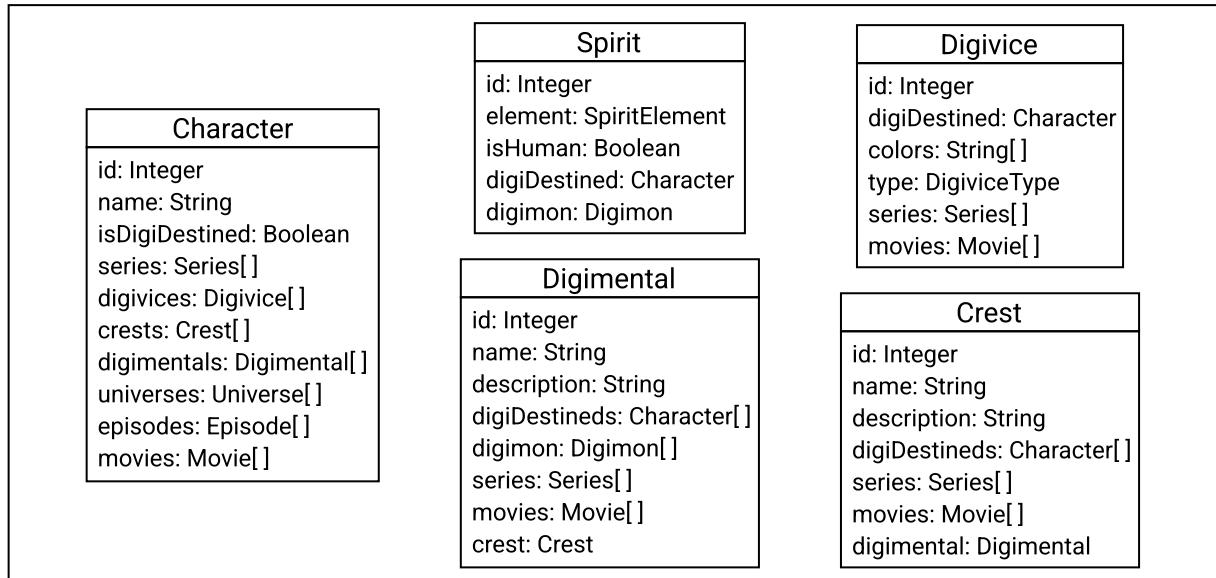 Character
id: Integer
name: String
isDigiDestined: Boolean
series: Series[ ]
digivices: Digivice[ ]
crests: Crest[ ]
digimentals: Digimental[ ]
universes: Universe[ ]
episodes: Episode[ ]
movies: Movie[ ]
Spirit
id: Integer
element: SpiritElement
isHuman: Boolean
digiDestined: Character
digimon: Digimon
Digimental
id: Integer
name: String
description: String
digiDestineds: Character[ ]
digimon: Digimon[ ]
series: Series[ ]
movies: Movie[ ]
crest: Crest
Digivice
id: Integer
digiDestined: Character
colors: String[ ]
type: DigiviceType
series: Series[ ]
movies: Movie[ ]
Crest
id: Integer
name: String
description: String
digiDestineds: Character[ ]
series: Series[ ]
movies: Movie[ ]
digimental: Digimental